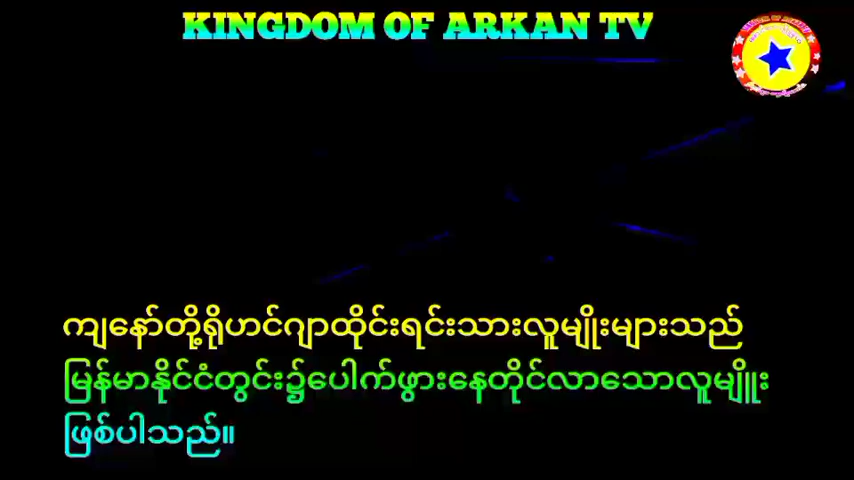 KINGDOM OF ARKAN TV
ကျနော်တို့ရိုဟင်ဂျာထိုင်းရင်းသားလူမျိုးများသည်
မြန်မာနိုင်ငံတွင်း၌ပေါက်ဖွားနေတိုင်လာသောလူမျိူး
ဖြစ်ပါသည်။